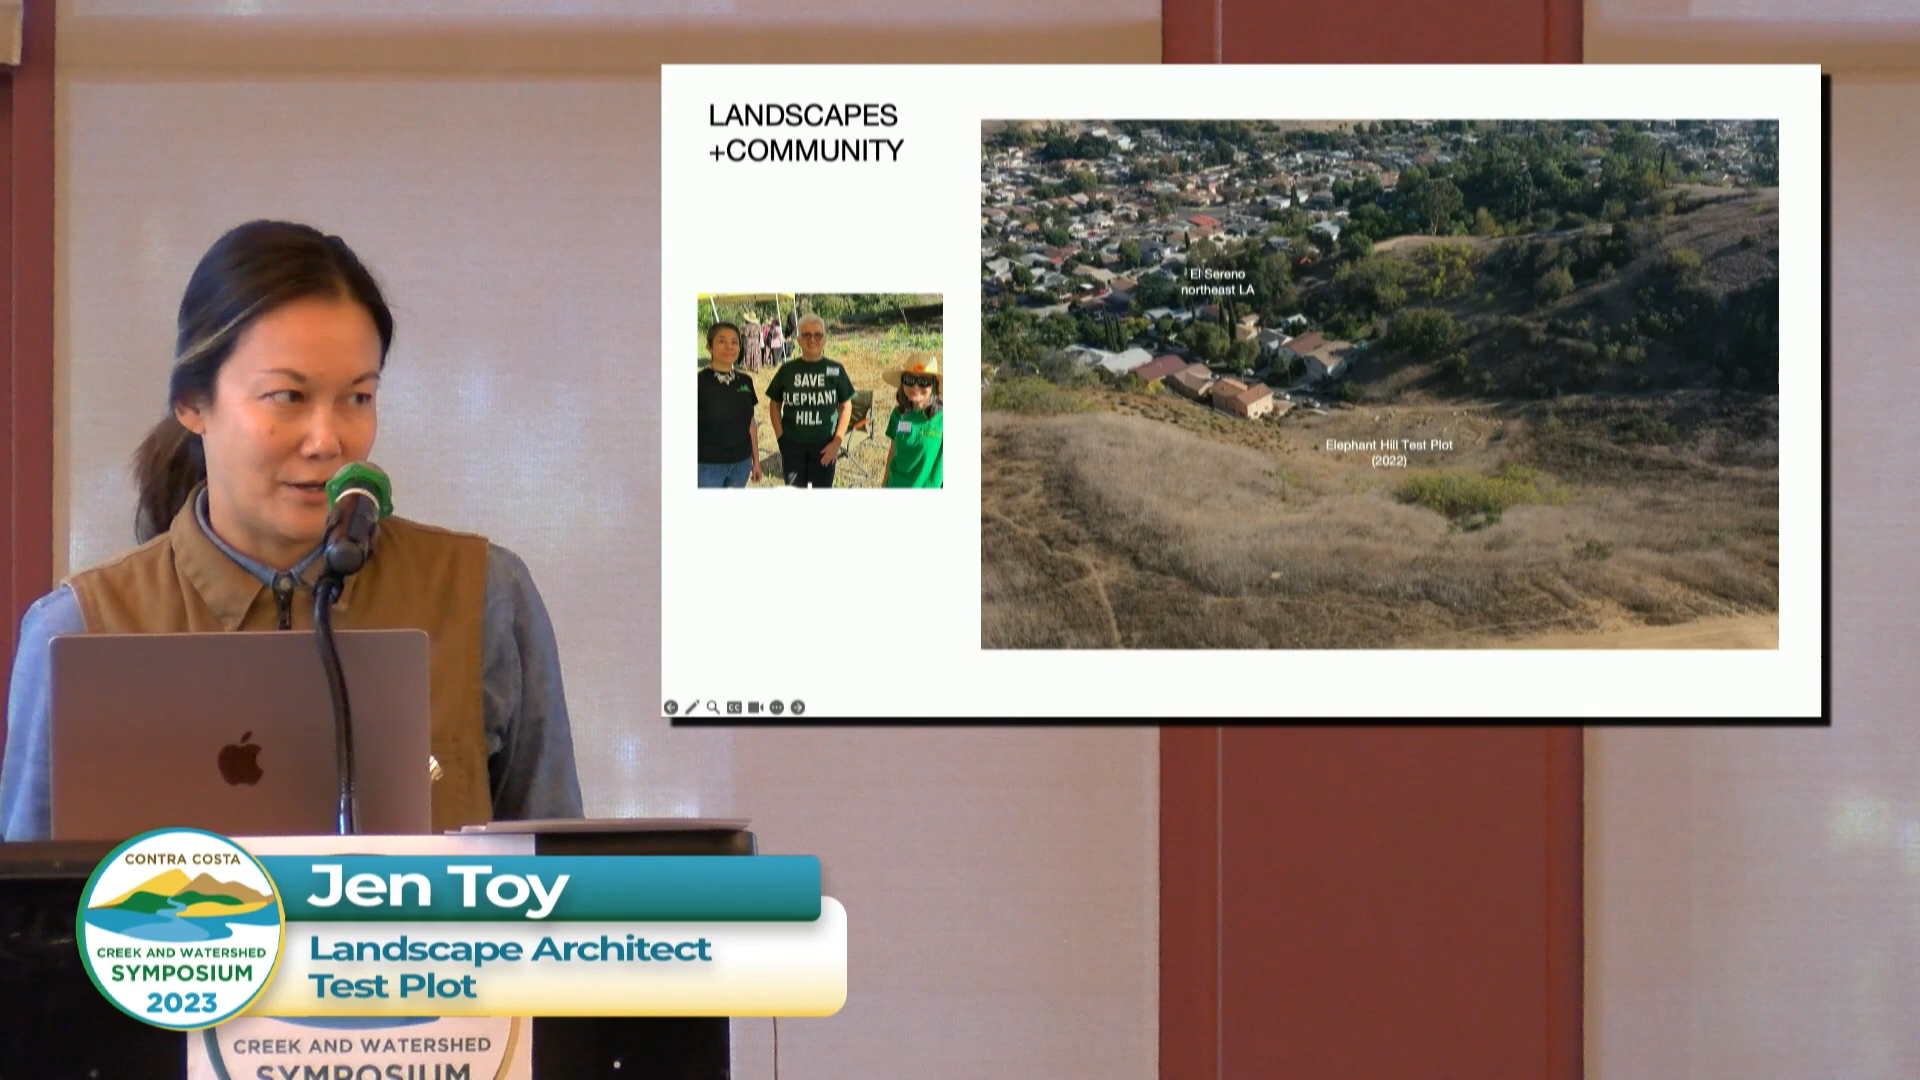 LANDSCAPES
+COMMUNITY
El Sereno
northeast LA
SAVE
ELEPHANT
HILL
Elephant Hill Test Plot
(2022)
CC
Jen Toy
Landscape Architect
Test Plot
CONTRA COSTA
CREEK AND WATERSHED
SYMPOSIUM
2023
CREEK AND WATERSHED
SYMPOSIUM